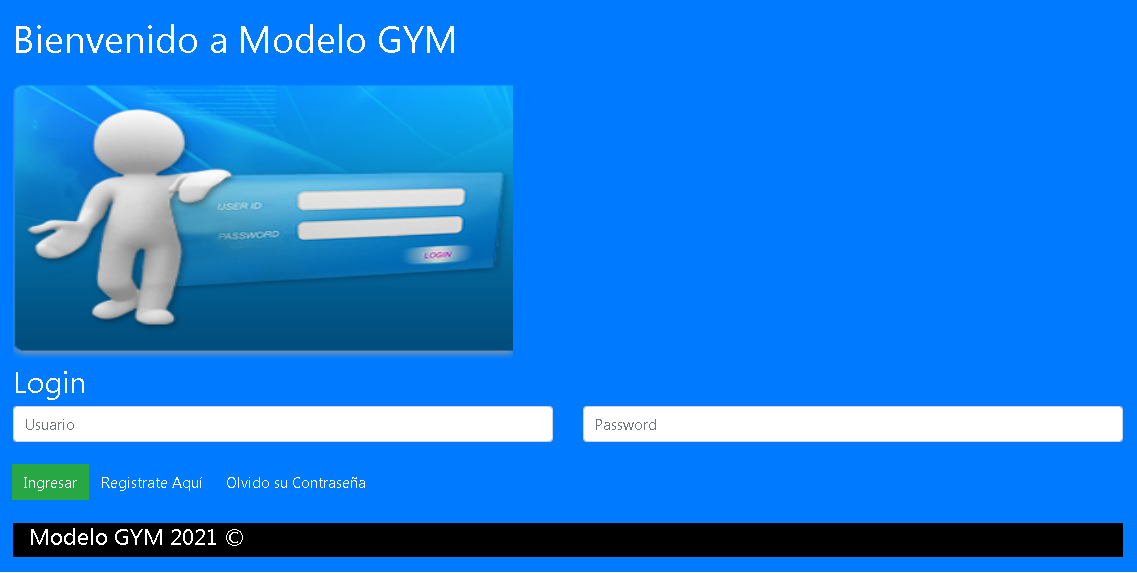 Bienvenido a Modelo GYM
USER ID
PASSWORD
LOGIN
Login
Usuario Password
Ingresar Registrate Aquí Olvido su Contraseña
Modelo GYM 2021 ©